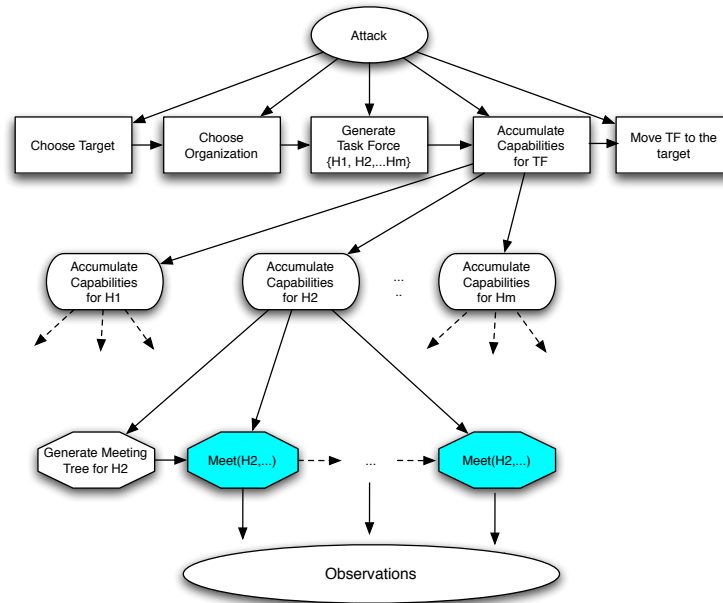 Attack
Choose Target
Choose
Organization
Generate
Task Force
{H1, H2,...Hm}
Accumulate
Capabilities
for TF
Move TF to the
target
Accumulate
Capabilities
for H1
Accumulate
Capabilities
for H2
...
..
Accumulate
Capabilities
for Hm
Generate Meeting
Tree for H2
Meet(H2,...)
...
Meet(H2,...)
Observations